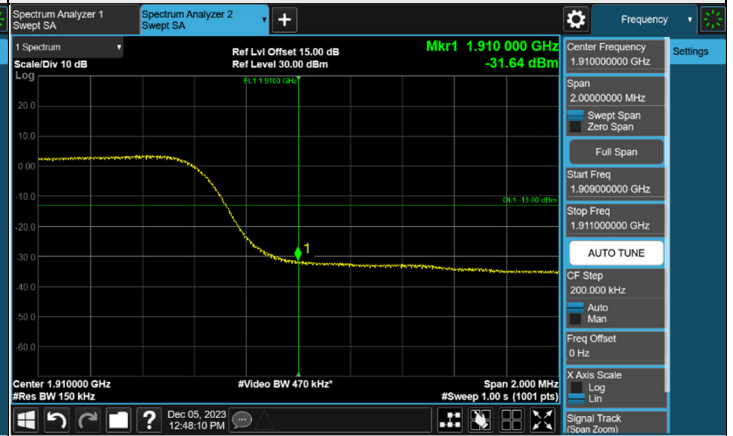 Spectrum Analyzer 1
Swept SA
Spectrum Analyzer 2
Swept SA
+
Frequency
1 Spectrum
Scale/Div 10 dB
Ref Lvl Offset 15.00 dB
Ref Level 30.00 dBm
Mkr1 1.910 000 GHz
-31.64 dBm
Log
20.0
10.0
0.00
-10.0
-20.0
-30.0
-40.0
-50.0
-60.0
FL1 1.9100 GHz
DL1 -13.00 dBm
1
Center 1.910000 GHz
#Res BW 150 kHz
#Video BW 470 kHz*
Span 2.000 MHz
#Sweep 1.00 s (1001 pts)
Center Frequency
1.910000000 GHz
Settings
Span
2.00000000 MHz
Swept Span
Zero Span
Full Span
Start Freq
1.909000000 GHz
Stop Freq
1.911000000 GHz
AUTO TUNE
CF Step
200.000 kHz
Auto
Man
Freq Offset
0 Hz
X Axis Scale
Log
Lin
Signal Track
(Span Zoom)
?
Dec 05, 2023
12:48:10 PM